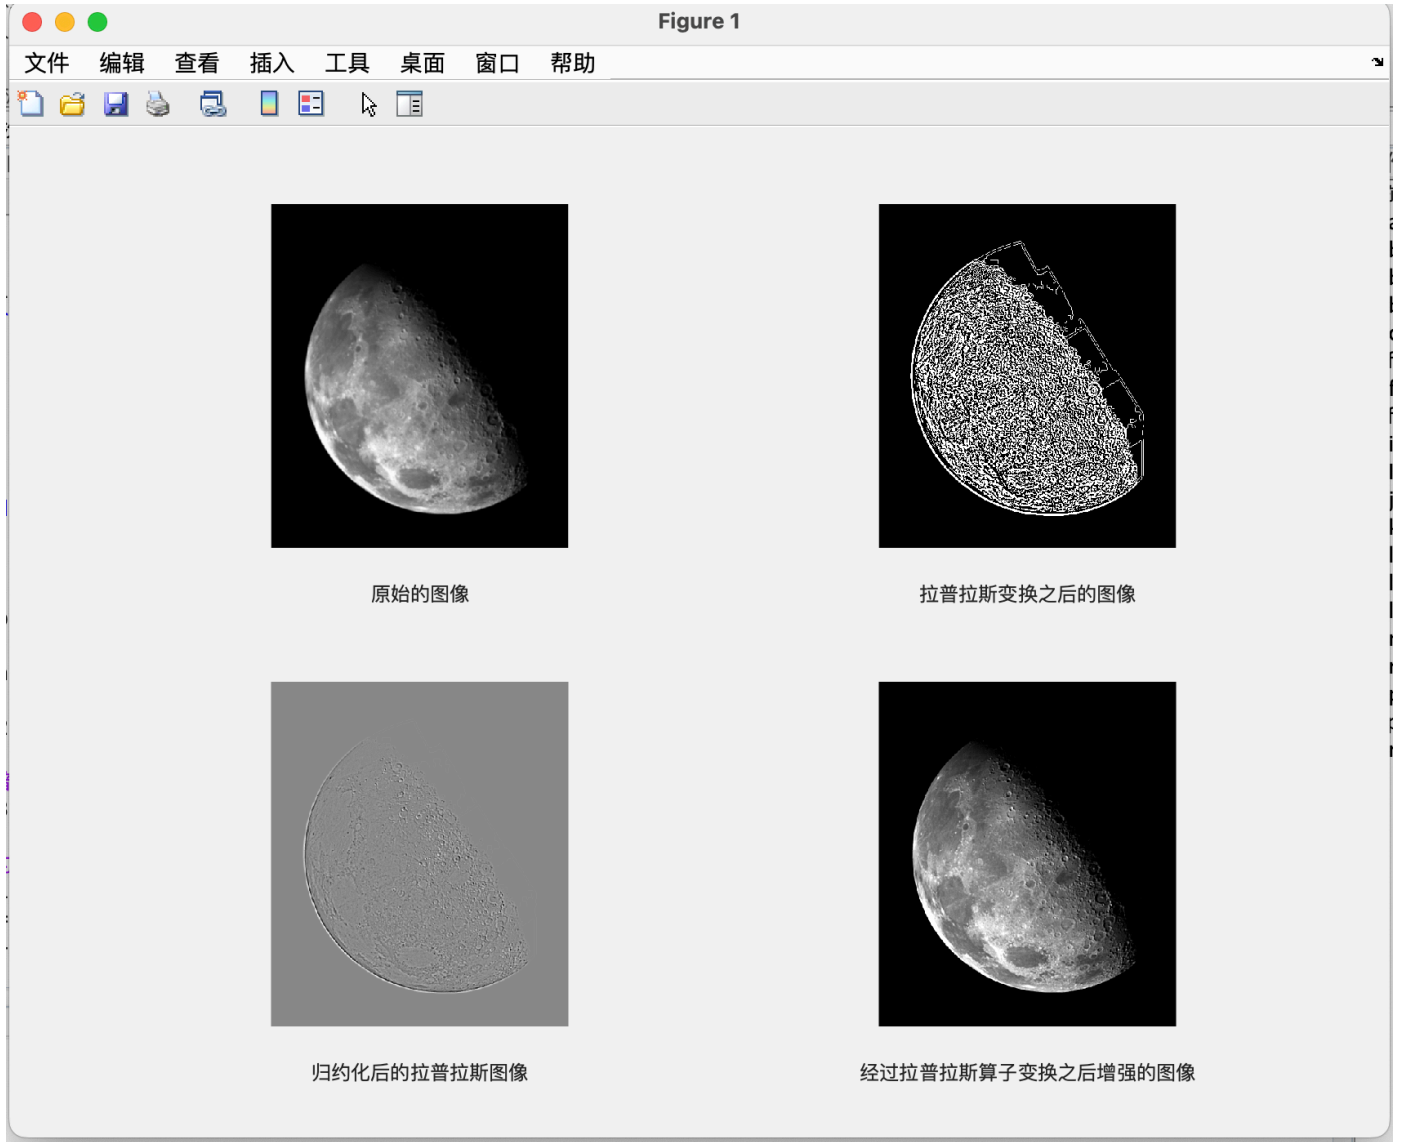 Figure 1
文件 编辑 查看 插入 工具 桌面 窗口 帮助
原始的图像
拉普拉斯变换之后的图像
归约化后的拉普拉斯图像
经过拉普拉斯算子变换之后增强的图像